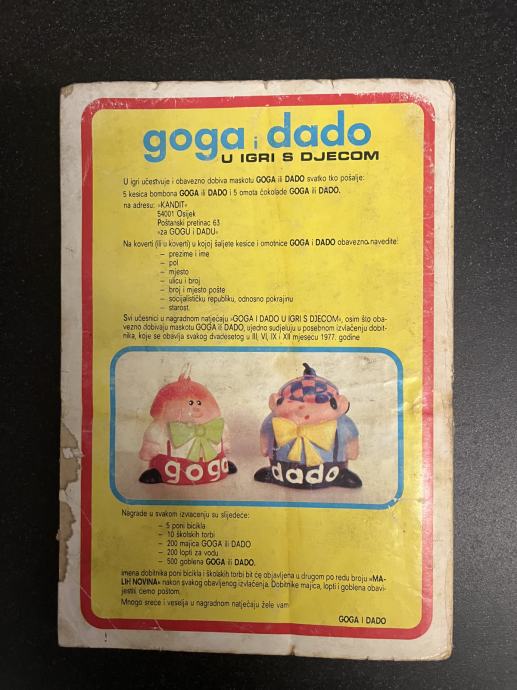 goga i dado
U IGRI S DJECOM
U igri učestvuje i obavezno dobiva maskotu GOGA ili DADO svatko tko pošalje:
5 kesica bombona GOGA ili DADO i 5 omota čokolade GOGA ili DADO.
na adresu: »KANDIT«
54001 Osijek
Poštanski pretinac 63
»za GOGU i DADU«
Na koverti (ili u koverti) u kojoj šaljete kesice i omotnice GOGA i DADO obavezno navedite:
— prezime i ime
— pol
— mjesto
— ulicu i broj
— broj i mjesto pošte
— socijalističku republiku, odnosno pokrajinu
— starost.
Svi učesnici u nagradnom natječaju »GOGA I DADO U IGRI S DJECOM«, osim što oba-
vezno dobivaju maskotu GOGA ili DADO, ujedno sudjeluju u posebnom izvlačenju dobit-
nika, koje se obavlja svakog dvadesetog u III, VI, IX i XII mjesecu 1977. godine
goga
dado
Nagrade u svakom izvlačenju su slijedeće:
— 5 poni bicikla
— 10 školskih torbi
— 200 majica GOGA ili DADO
— 200 lopti za vodu
— 500 goblena GOGA ili DADO.
imena dobitnika poni bicikla i školskih torbi bit će objavljena u drugom po redu broju »MA-
LIH NOVINA« nakon svakog obavljenog izvlačenja. Dobitnike majica, lopti i goblena obavi-
jestit ćemo poštom.
Mnogo sreće i veselja u nagradnom natječaju žele vam
GOGA I DADO